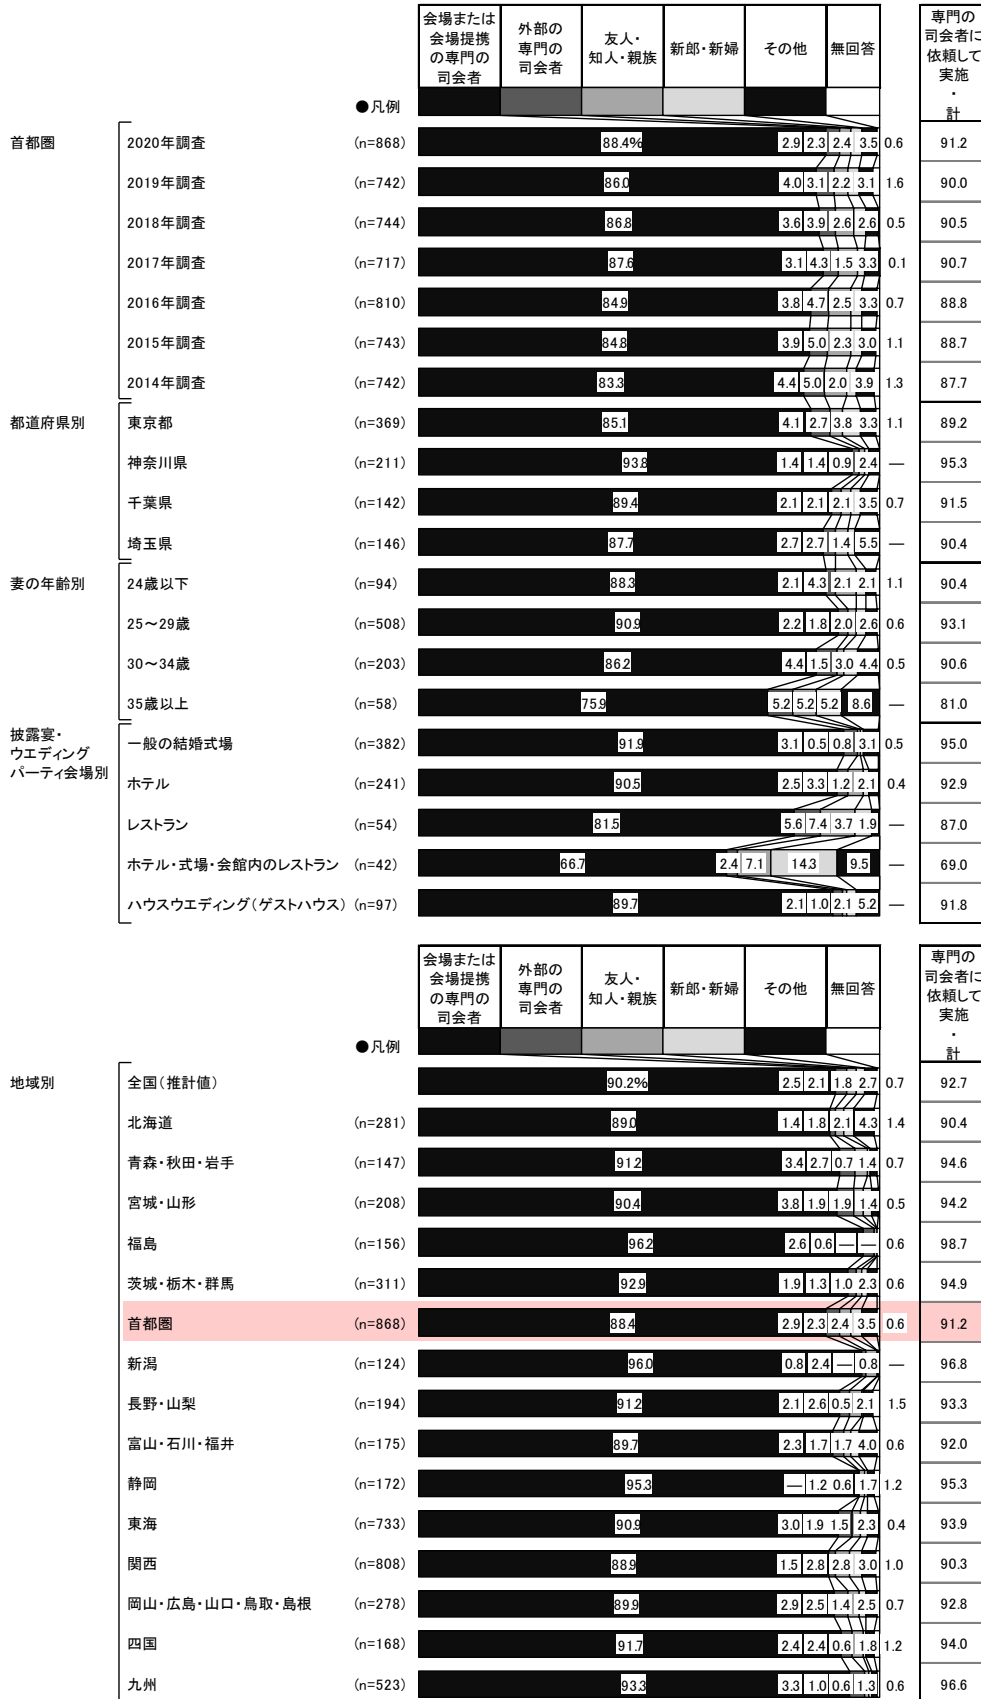 会場または
会場提携
の専門の
司会者
外部の
専門の
司会者
友人・
知人・親族
新郎・新婦
その他
無回答
専門の
司会者に
依頼して
実施
・
計
●凡例
首都圏
2020年調査 (n=868) 88.4% 2.9 2.3 2.4 3.5 0.6 91.2
2019年調査 (n=742) 86.0 4.0 3.1 2.2 3.1 1.6 90.0
2018年調査 (n=744) 86.8 3.6 3.9 2.6 2.6 0.5 90.5
2017年調査 (n=717) 87.6 3.1 4.3 1.5 3.3 0.1 90.7
2016年調査 (n=810) 84.9 3.8 4.7 2.5 3.3 0.7 88.8
2015年調査 (n=743) 84.8 3.9 5.0 2.3 3.0 1.1 88.7
2014年調査 (n=742) 83.3 4.4 5.0 2.0 3.9 1.3 87.7
都道府県別
東京都 (n=369) 85.1 4.1 2.7 3.8 3.3 1.1 89.2
神奈川県 (n=211) 93.8 1.4 1.4 0.9 2.4 — 95.3
千葉県 (n=142) 89.4 2.1 2.1 2.1 3.5 0.7 91.5
埼玉県 (n=146) 87.7 2.7 2.7 1.4 5.5 — 90.4
妻の年齢別
24歳以下 (n=94) 88.3 2.1 4.3 2.1 2.1 1.1 90.4
25～29歳 (n=508) 90.9 2.2 1.8 2.0 2.6 0.6 93.1
30～34歳 (n=203) 86.2 4.4 1.5 3.0 4.4 0.5 90.6
35歳以上 (n=58) 75.9 5.2 5.2 5.2 8.6 — 81.0
披露宴・
ウエディング
パーティ会場別
一般の結婚式場 (n=382) 91.9 3.1 0.5 0.8 3.1 0.5 95.0
ホテル (n=241) 90.5 2.5 3.3 1.2 2.1 0.4 92.9
レストラン (n=54) 81.5 5.6 7.4 3.7 1.9 — 87.0
ホテル・式場・会館内のレストラン (n=42) 66.7 2.4 7.1 14.3 9.5 — 69.0
ハウスウエディング(ゲストハウス) (n=97) 89.7 2.1 1.0 2.1 5.2 — 91.8
会場または
会場提携
の専門の
司会者
外部の
専門の
司会者
友人・
知人・親族
新郎・新婦
その他
無回答
専門の
司会者に
依頼して
実施
・
計
●凡例
地域別
全国(推計値) 90.2% 2.5 2.1 1.8 2.7 0.7 92.7
北海道 (n=281) 89.0 1.4 1.8 2.1 4.3 1.4 90.4
青森・秋田・岩手 (n=147) 91.2 3.4 2.7 0.7 1.4 0.7 94.6
宮城・山形 (n=208) 90.4 3.8 1.9 1.9 1.4 0.5 94.2
福島 (n=156) 96.2 2.6 0.6 — — 0.6 98.7
茨城・栃木・群馬 (n=311) 92.9 1.9 1.3 1.0 2.3 0.6 94.9
首都圏 (n=868) 88.4 2.9 2.3 2.4 3.5 0.6 91.2
新潟 (n=124) 96.0 0.8 2.4 — 0.8 — 96.8
長野・山梨 (n=194) 91.2 2.1 2.6 0.5 2.1 1.5 93.3
富山・石川・福井 (n=175) 89.7 2.3 1.7 1.7 4.0 0.6 92.0
静岡 (n=172) 95.3 — 1.2 0.6 1.7 1.2 95.3
東海 (n=733) 90.9 3.0 1.9 1.5 2.3 0.4 93.9
関西 (n=808) 88.9 1.5 2.8 2.8 3.0 1.0 90.3
岡山・広島・山口・鳥取・島根 (n=278) 89.9 2.9 2.5 1.4 2.5 0.7 92.8
四国 (n=168) 91.7 2.4 2.4 0.6 1.8 1.2 94.0
九州 (n=523) 93.3 3.3 1.0 0.6 1.3 0.6 96.6